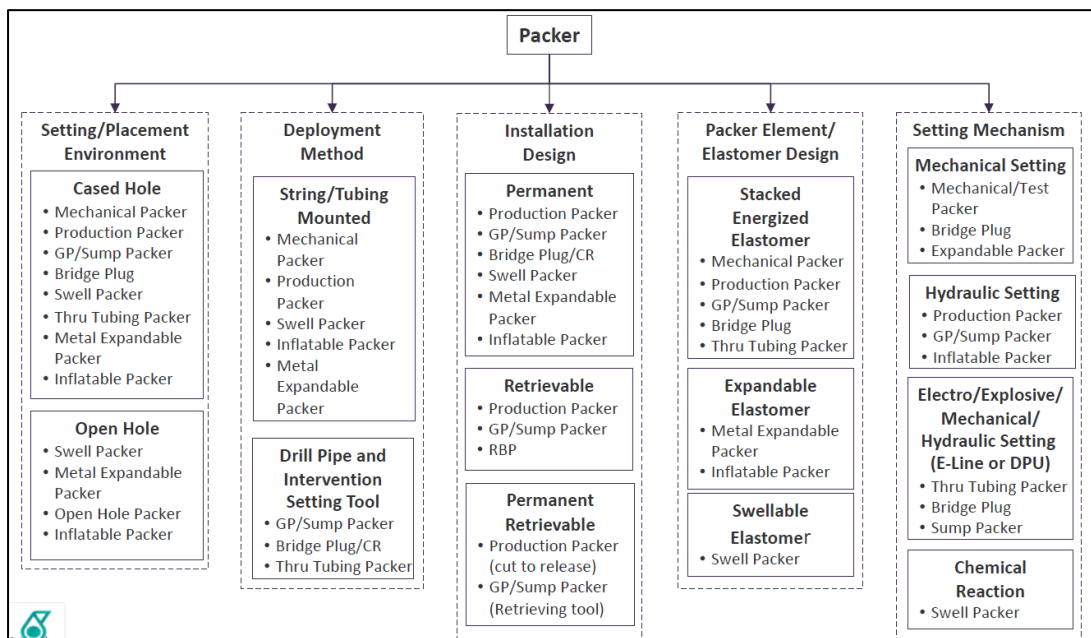 Packer
Setting/Placement
Environment
Cased Hole
• Mechanical Packer
• Production Packer
• GP/Sump Packer
• Bridge Plug
• Swell Packer
• Thru Tubing Packer
• Metal Expandable
Packer
• Inflatable Packer
Open Hole
• Swell Packer
• Metal Expandable
Packer
• Open Hole Packer
• Inflatable Packer
Deployment
Method
String/Tubing
Mounted
• Mechanical
Packer
• Production
Packer
• Swell Packer
• Inflatable Packer
• Metal
Expandable
Packer
Drill Pipe and
Intervention
Setting Tool
• GP/Sump Packer
• Bridge Plug/CR
• Thru Tubing Packer
Installation
Design
Permanent
• Production Packer
• GP/Sump Packer
• Bridge Plug/CR
• Swell Packer
• Metal Expandable
Packer
• Inflatable Packer
Retrievable
• Production Packer
• GP/Sump Packer
• RBP
Permanent
Retrievable
• Production Packer
(cut to release)
• GP/Sump Packer
(Retrieving tool)
Packer Element/
Elastomer Design
Stacked
Energized
Elastomer
• Mechanical Packer
• Production Packer
• GP/Sump Packer
• Bridge Plug
• Thru Tubing Packer
Expandable
Elastomer
• Metal Expandable
Packer
• Inflatable Packer
Swellable
Elastomer
• Swell Packer
Setting Mechanism
Mechanical Setting
• Mechanical/Test
Packer
• Bridge Plug
• Expandable Packer
Hydraulic Setting
• Production Packer
• GP/Sump Packer
• Inflatable Packer
Electro/Explosive/
Mechanical/
Hydraulic Setting
(E-Line or DPU)
• Thru Tubing Packer
• Bridge Plug
• Sump Packer
Chemical
Reaction
• Swell Packer